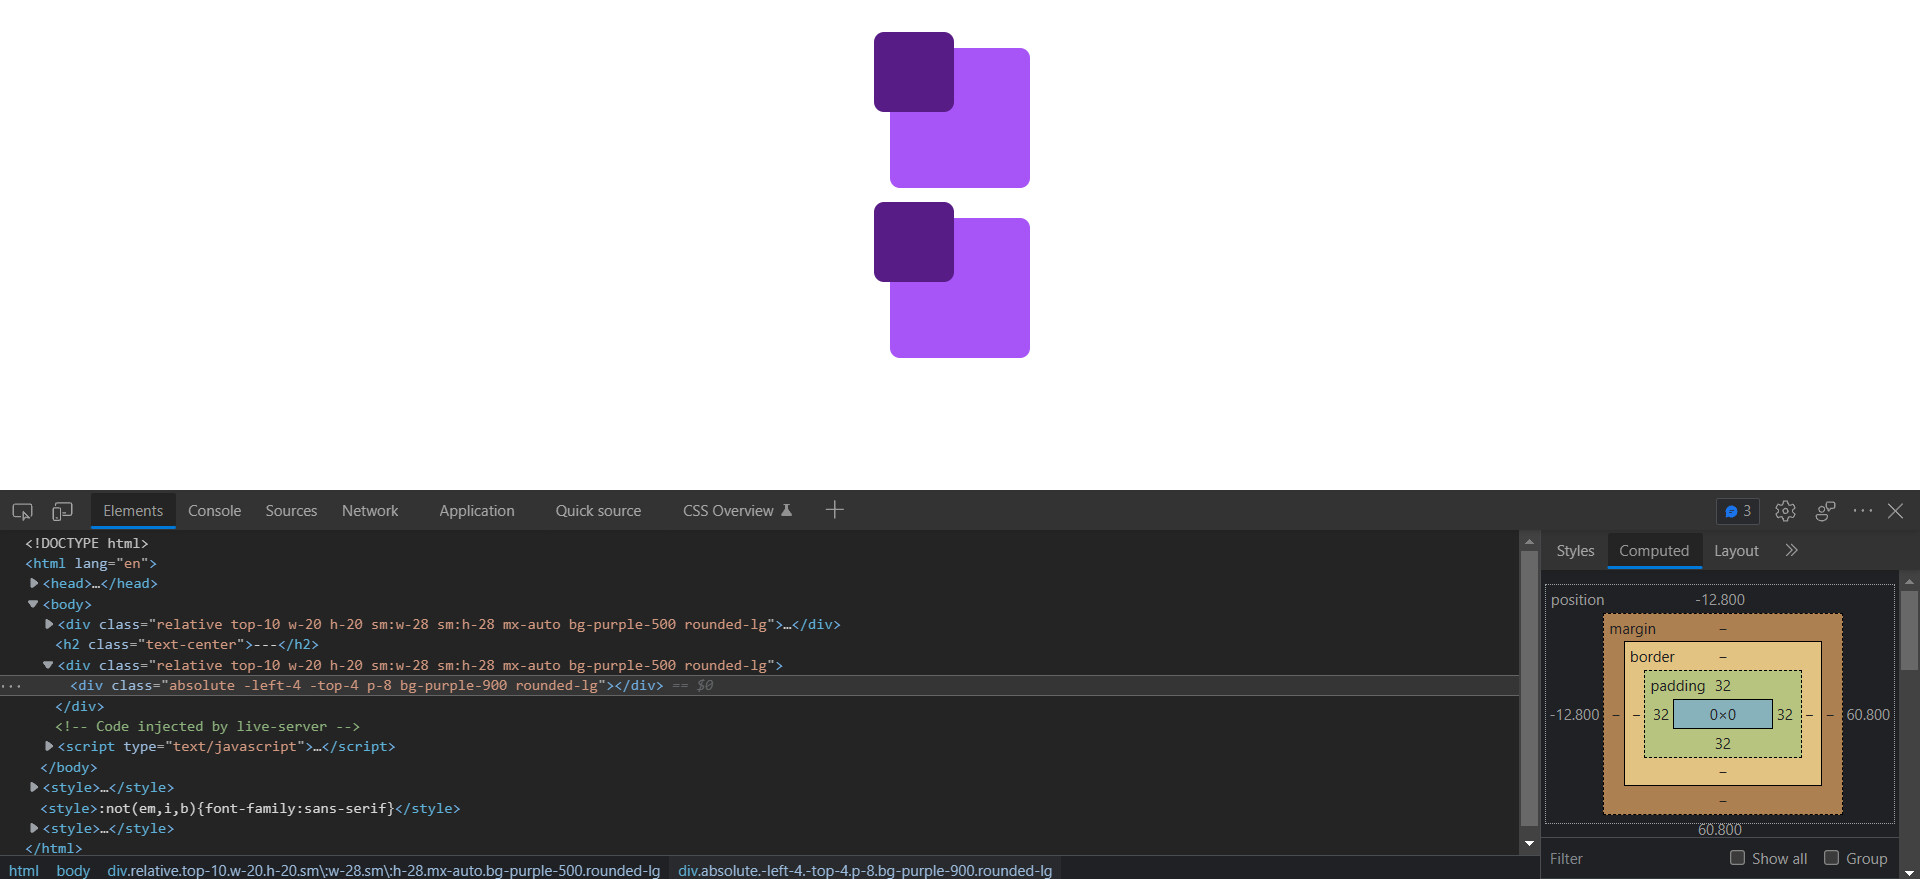 Elements Console Sources Network Application Quick source CSS Overview 3
<!DOCTYPE html>
<html lang="en">
<head>…</head>
<body>
<div class="relative top-10 w-20 h-20 sm:w-28 sm:h-28 mx-auto bg-purple-500 rounded-lg">…</div>
<h2 class="text-center">---</h2>
<div class="relative top-10 w-20 h-20 sm:w-28 sm:h-28 mx-auto bg-purple-500 rounded-lg">
<div class="absolute -left-4 -top-4 p-8 bg-purple-900 rounded-lg"></div> == $0
</div>
<!-- Code injected by live-server -->
<script type="text/javascript">…</script>
</body>
<style>…</style>
<style>:not(em,i,b){font-family:sans-serif}</style>
<style>…</style>
</html>
html body div.relative.top-10.w-20.h-20.sm\:w-28.sm\:h-28.mx-auto.bg-purple-500.rounded-lg div.absolute.-left-4.-top-4.p-8.bg-purple-900.rounded-lg
Styles Computed Layout
position -12.800
margin –
border –
padding 32
-12.800 – – 32 0×0 32 – – 60.800
32
–
–
60.800
Filter Show all Group